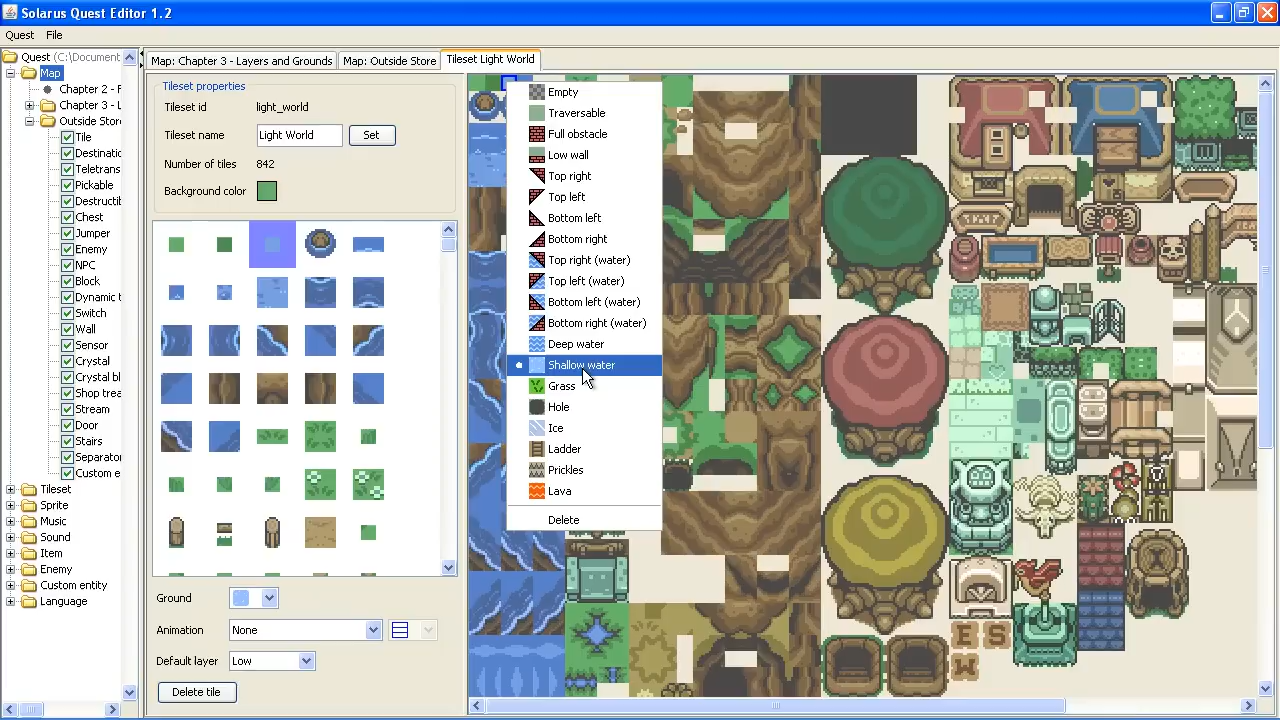 Solarus Quest Editor 1.2
Quest File
Quest (C:\Document
Map
Chapter 2 - F
Chapter 3 - L
Outside Store
Tile
Destinatio
Teletrans
Pickable
Destructib
Chest
Jumper
Enemy
NPC
Block
Dynamic t
Switch
Wall
Sensor
Crystal
Crystal bl
Shop trea
Stream
Door
Stairs
Separator
Custom e
Tileset
Sprite
Music
Sound
Item
Enemy
Custom entity
Language
Map: Chapter 3 - Layers and Grounds
Map: Outside Store
Tileset Light World
Tileset properties
Tileset id light_world
Tileset name Light World Set
Number of tiles 842
Background color
Ground
Animation None
Default layer Low
Delete tile
Empty
Traversable
Full obstacle
Low wall
Top right
Top left
Bottom left
Bottom right
Top right (water)
Top left (water)
Bottom left (water)
Bottom right (water)
Deep water
Shallow water
Grass
Hole
Ice
Ladder
Prickles
Lava
Delete
E S
W